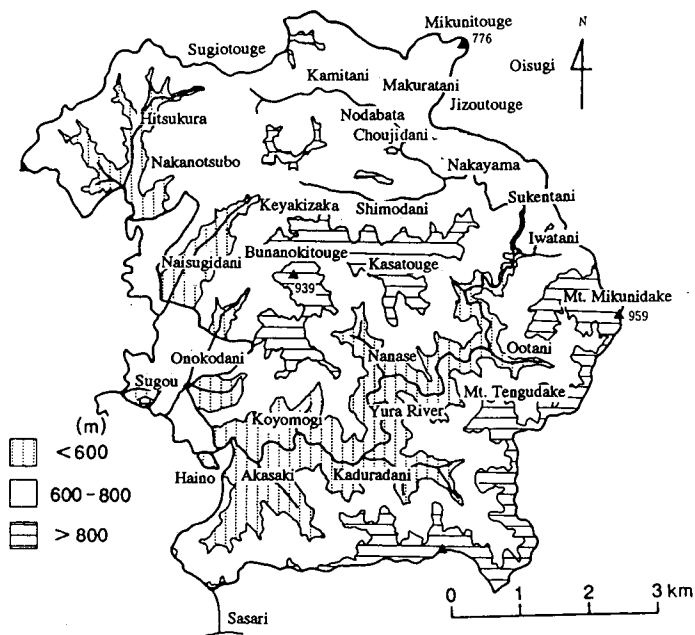 Mikunitouge
776
N
Sugiotouge
Oisugi
Kamitani
Makuratani
Jizoutouge
Hitsukura
Nodabata
Choujidani
Nakanotsubo
Nakayama
Keyakizaka
Shimodani
Sukentani
Iwatani
Naisugidani
Bunanokitouge
Kasatouge
939
Mt. Mikunidake
959
Onokodani
Nanase
Ootani
Sugou
Mt. Tengudake
Koyomogi
Yura River
(m)
<600
600-800
>800
Haino
Akasaki
Kaduradani
0 1 2 3 km
Sasari